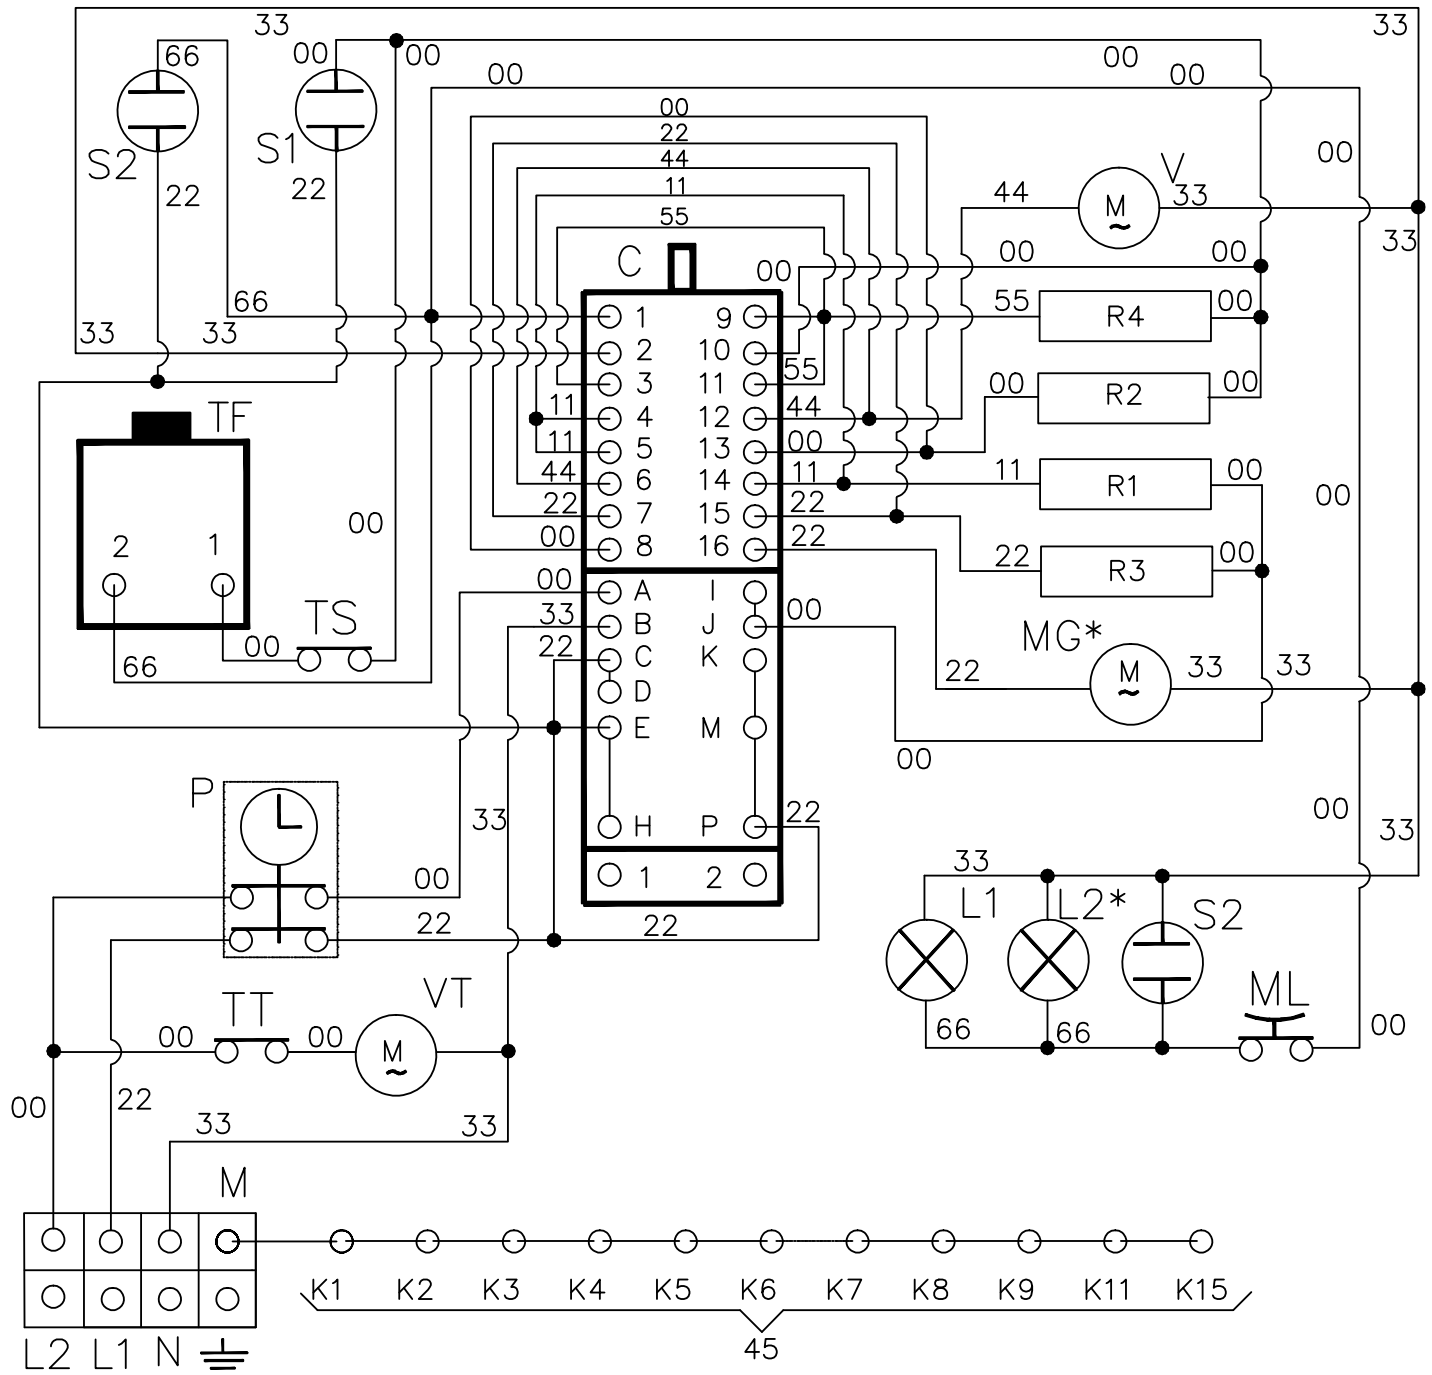 33 33
66 00 00 00
00 00
00
22
S2 S1 44 00
22 22 11 44 V 33
55
C 00 00 00 33
66 1 9 55 R4 00
33 33 2 10
3 11 55 00 R2 00
TF 11 4 12 44
11 5 13 00
44 6 14 11 11 R1 00
22 7 15 22 00
00 00 8 16 22
2 1 22 R3 00
00 A I
TS 33 B J 00
00 22 C K MG*
66 D 22 M 33 33
E M
00
P
33 H P 22 00 33
00 1 2 33
22 22 L1 L2* S2
VT
TT ML
00 00 M 66 66 00
00 22
33 33
M
K1 K2 K3 K4 K5 K6 K7 K8 K9 K11 K15
L2 L1 N 45